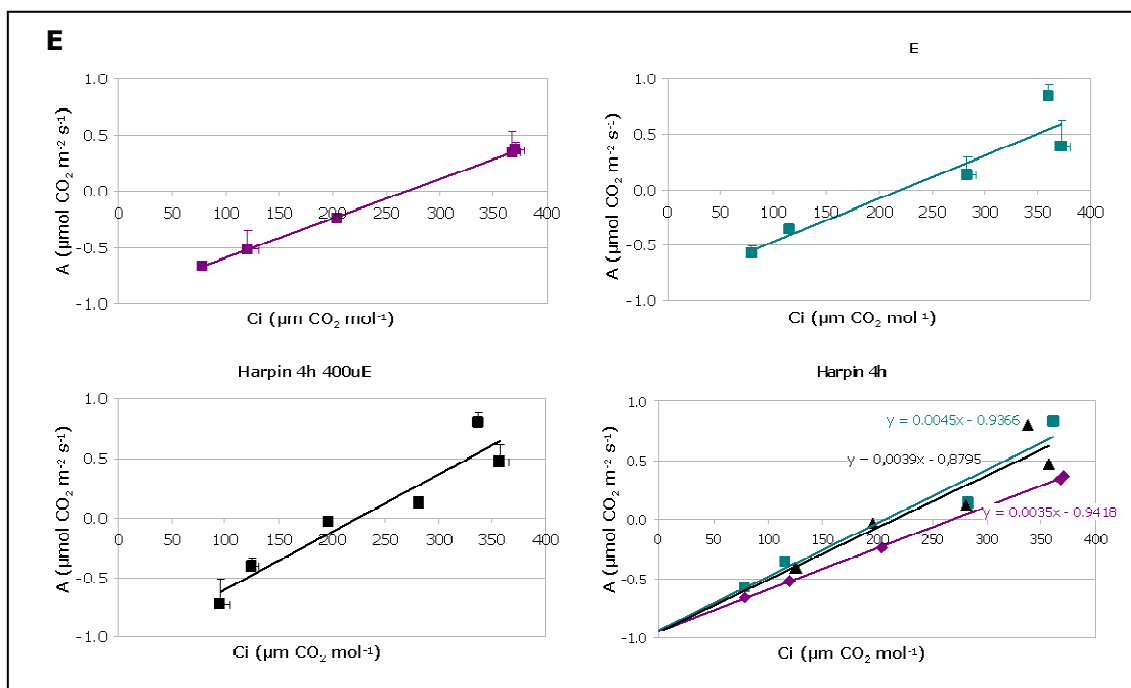 E
E
1.0
0.5
0.0
-0.5
-1.0
0 50 100 150 200 250 300 350 400
A (µmol CO₂ m⁻² s⁻¹)
Ci (µm CO₂ mol⁻¹)
1.0
0.5
0.0
-0.5
-1.0
0 50 100 150 200 250 300 350 400
A (µmol CO₂ m⁻² s⁻¹)
Ci (µm CO₂ mol⁻¹)
Harpin 4h 400uE
1.0
0.5
0.0
-0.5
-1.0
0 50 100 150 200 250 300 350 400
A (µmol CO₂ m⁻² s⁻¹)
Ci (µm CO₂ mol⁻¹)
Harpin 4h
1.0
0.5
0.0
-0.5
-1.0
0 50 100 150 200 250 300 350 400
A (µmol CO₂ m⁻² s⁻¹)
y = 0.0045x - 0.9366
y = 0,0039x - 0,8795
y = 0.0035x - 0.9418
Ci (µm CO₂ mol⁻¹)